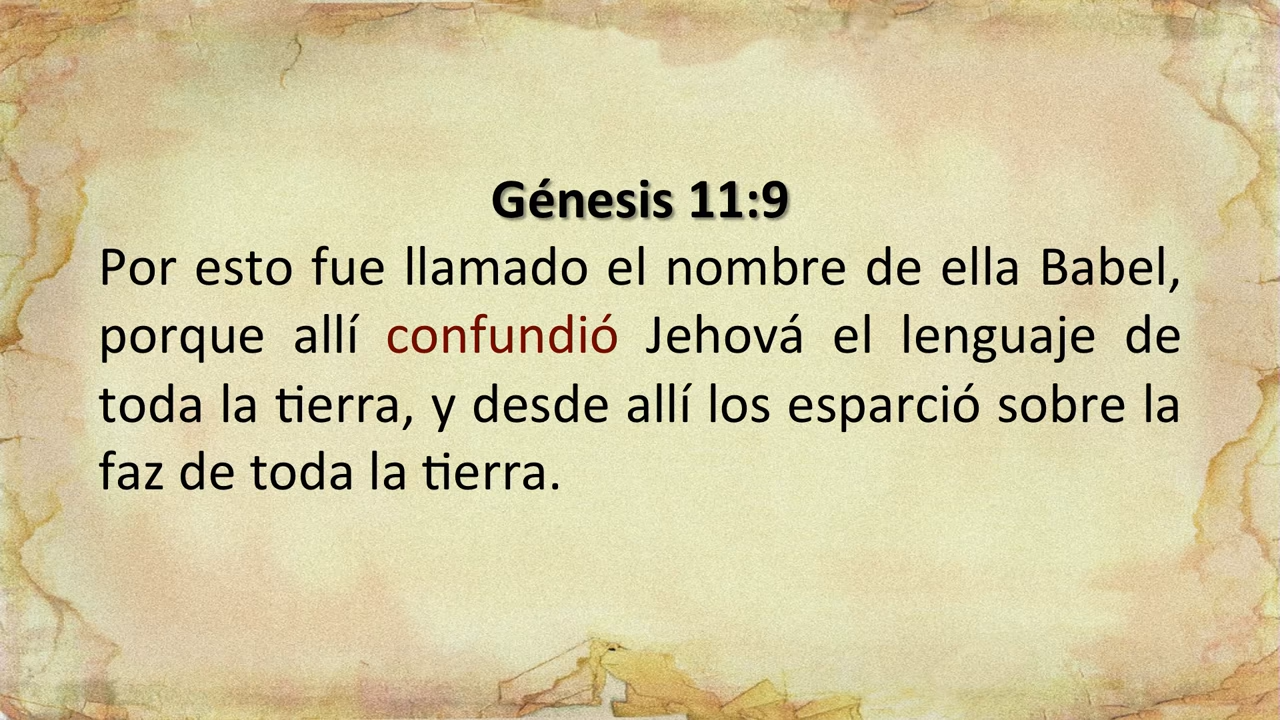 Génesis 11:9
Por esto fue llamado el nombre de ella Babel,
porque allí confundió Jehová el lenguaje de
toda la tierra, y desde allí los esparció sobre la
faz de toda la tierra.